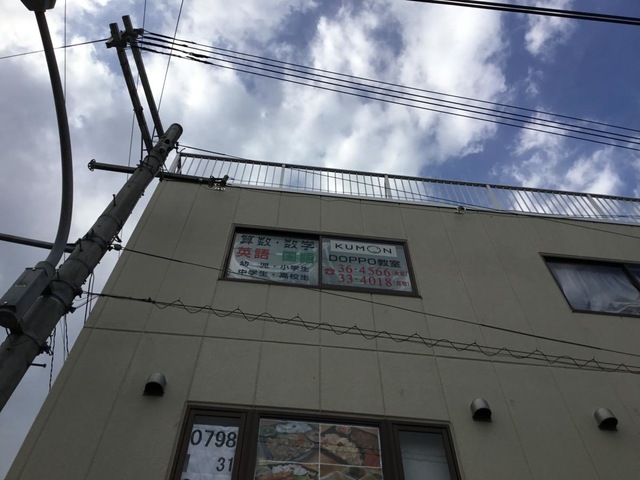 算数・数学
英語・国語
幼児・小学生
中学生・高校生
KUMON
DOPPO教室
☎36-4566
33-4018
0798
31